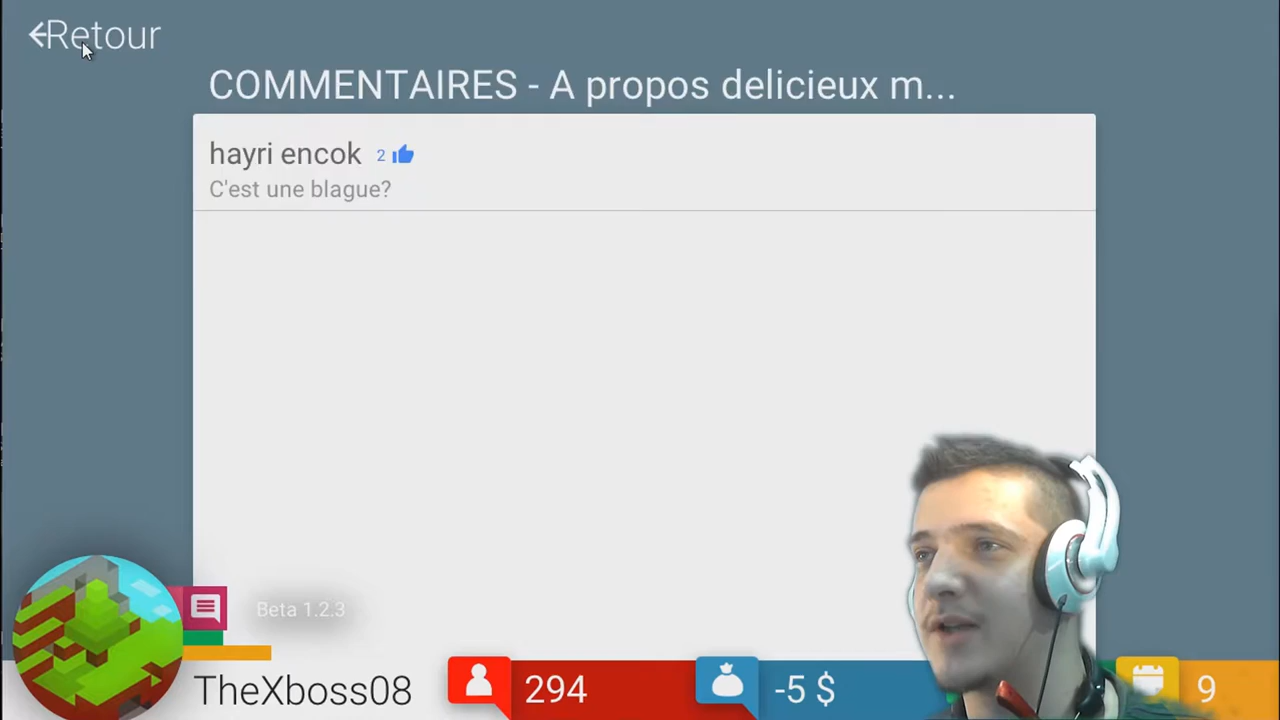 Retour
COMMENTAIRES - A propos delicieux m...
hayri encok 2
C'est une blague?
Beta 1.2.3
TheXboss08 294 -5 $ 9